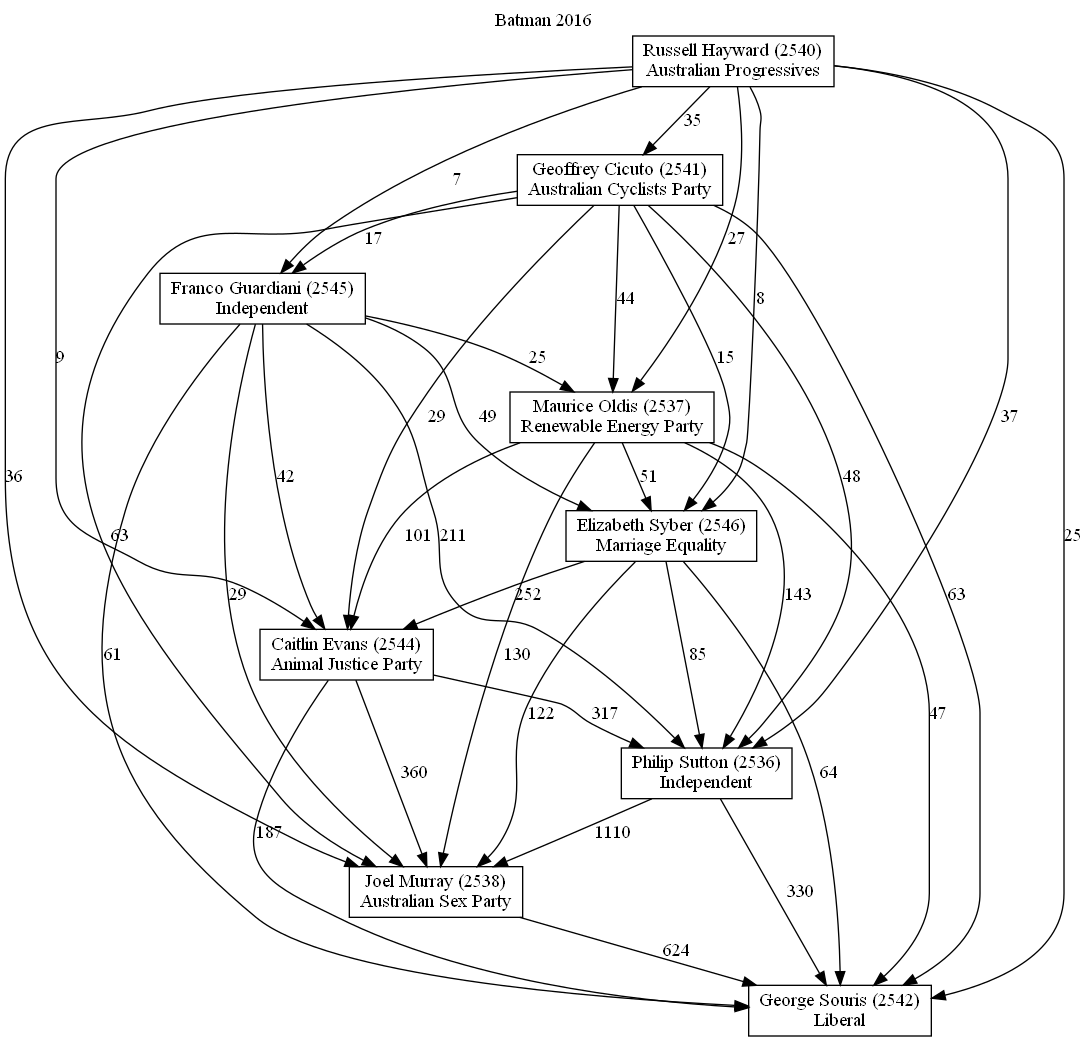 Batman 2016
Russell Hayward (2540)
Australian Progressives
35
Geoffrey Cicuto (2541)
Australian Cyclists Party
7
17
27
Franco Guardiani (2545)
Independent
44
8
9
25
15
Maurice Oldis (2537)
Renewable Energy Party
29
49
37
36
42
51
48
Elizabeth Syber (2546)
Marriage Equality
63
101
211
25
29
252
143
63
Caitlin Evans (2544)
Animal Justice Party
61
130
85
122
317
47
Philip Sutton (2536)
Independent
360
64
187
1110
Joel Murray (2538)
Australian Sex Party
330
624
George Souris (2542)
Liberal